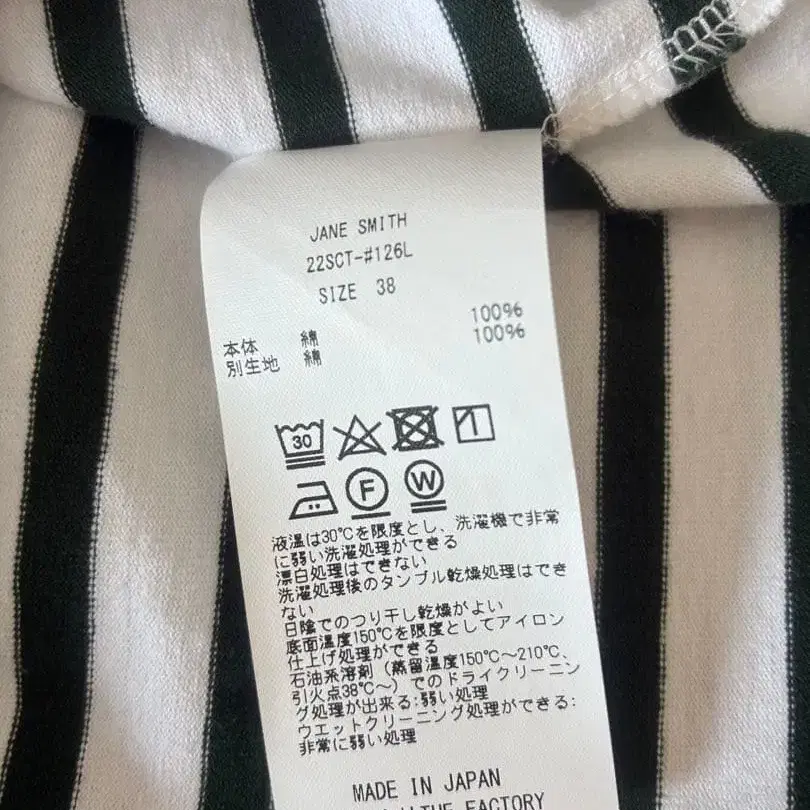 JANE SMITH
22SCT-#126L
SIZE 38
本体 綿 100%
別生地 綿 100%
30
F W
液温は30℃を限度とし、洗濯機で非常
に弱い洗濯処理ができる
漂白処理はできない
洗濯処理後のタンブル乾燥処理はでき
ない
日陰でのつり干し乾燥がよい
底面温度150℃を限度としてアイロン
仕上げ処理ができる
石油系溶剤(蒸留温度150℃～210℃、
引火点38℃～)でのドライクリーニン
グ処理が出来る:弱い処理
ウエットクリーニング処理ができる:
非常に弱い処理
MADE IN JAPAN
THE FACTORY